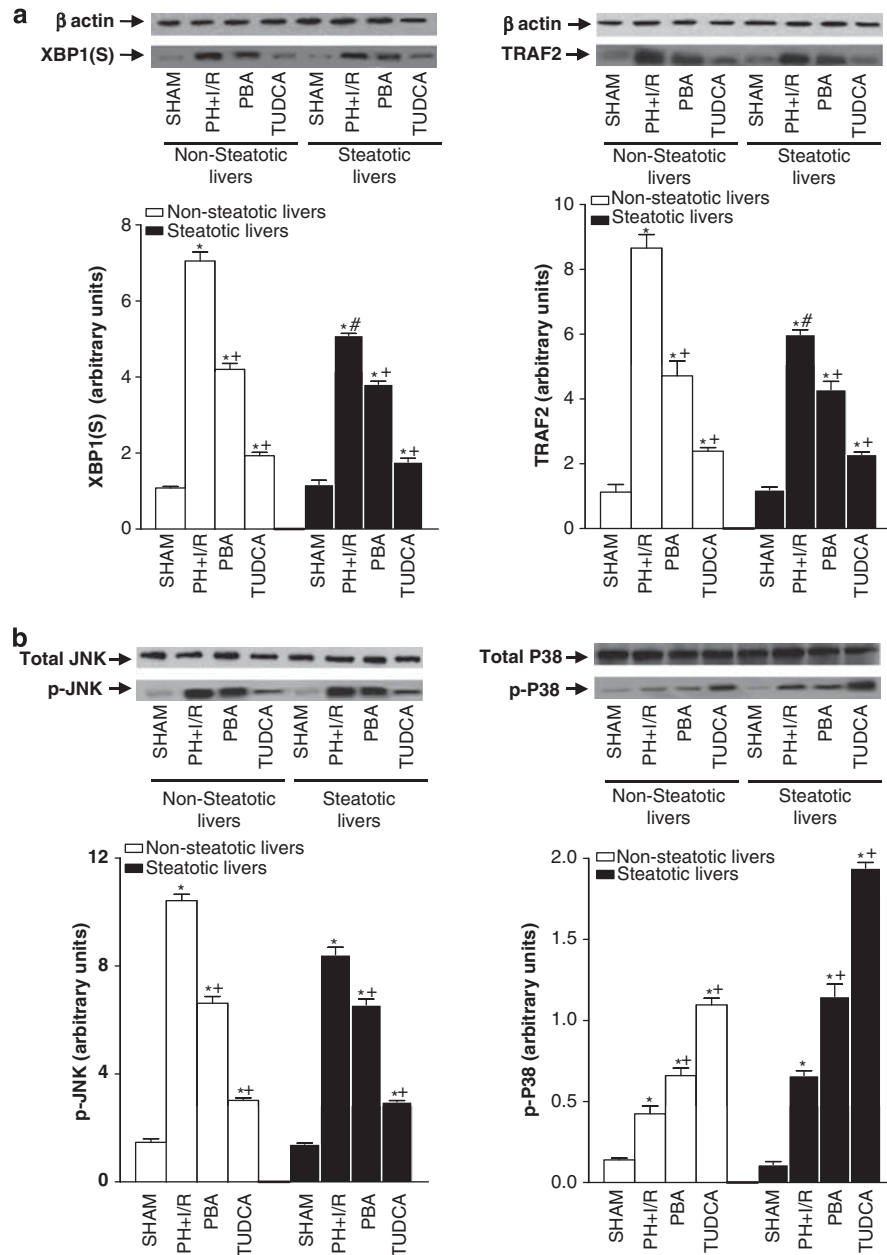 a
β actin
XBP1(S)
SHAM PH+I/R PBA TUDCA SHAM PH+I/R PBA TUDCA
Non-Steatotic livers Steatotic livers
Non-steatotic livers
Steatotic livers
XBP1(S) (arbitrary units)
8
6
4
2
0
* *+ *+ *# *+ *+
SHAM PH+I/R PBA TUDCA SHAM PH+I/R PBA TUDCA
β actin
TRAF2
SHAM PH+I/R PBA TUDCA SHAM PH+I/R PBA TUDCA
Non-Steatotic livers Steatotic livers
Non-steatotic livers
Steatotic livers
TRAF2 (arbitrary units)
10
8
6
4
2
0
* *+ *+ *# *+ *+
SHAM PH+I/R PBA TUDCA SHAM PH+I/R PBA TUDCA
b
Total JNK
p-JNK
SHAM PH+I/R PBA TUDCA SHAM PH+I/R PBA TUDCA
Non-Steatotic livers Steatotic livers
Non-steatotic livers
Steatotic livers
p-JNK (arbitrary units)
12
8
4
0
* *+ *+ * *+ *+
SHAM PH+I/R PBA TUDCA SHAM PH+I/R PBA TUDCA
Total P38
p-P38
SHAM PH+I/R PBA TUDCA SHAM PH+I/R PBA TUDCA
Non-Steatotic livers Steatotic livers
Non-steatotic livers
Steatotic livers
p-P38 (arbitrary units)
2.0
1.5
1.0
0.5
0.0
* *+ *+ * *+ *+
SHAM PH+I/R PBA TUDCA SHAM PH+I/R PBA TUDCA